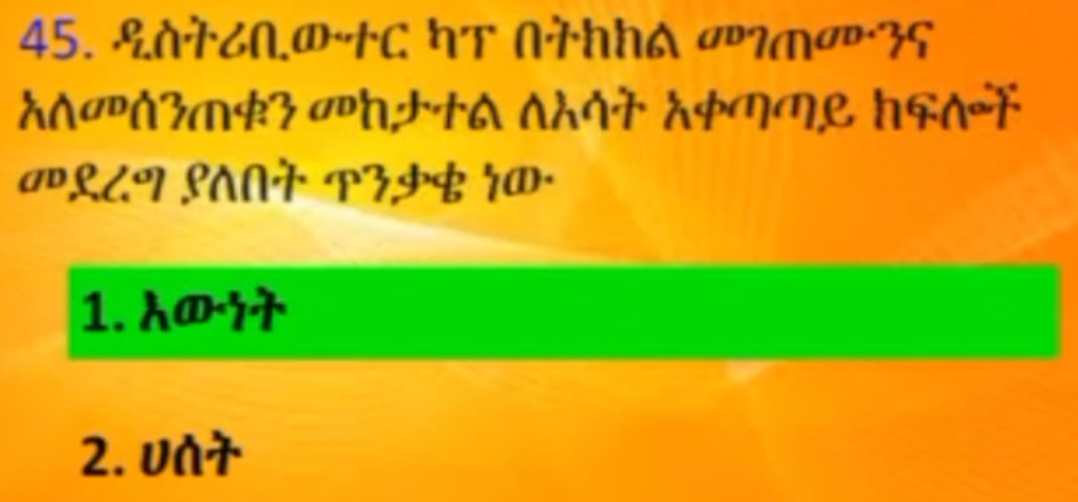 45. ዲስትሪቢውተር ካፕ በትክክል መገጠሙንና
አለመሰንጠቁን መከታተል ለእሳት አቀጣጣይ ክፍሎች
መደረግ ያለበት ጥንቃቄ ነው
1. እውነት
2. ሀሰት